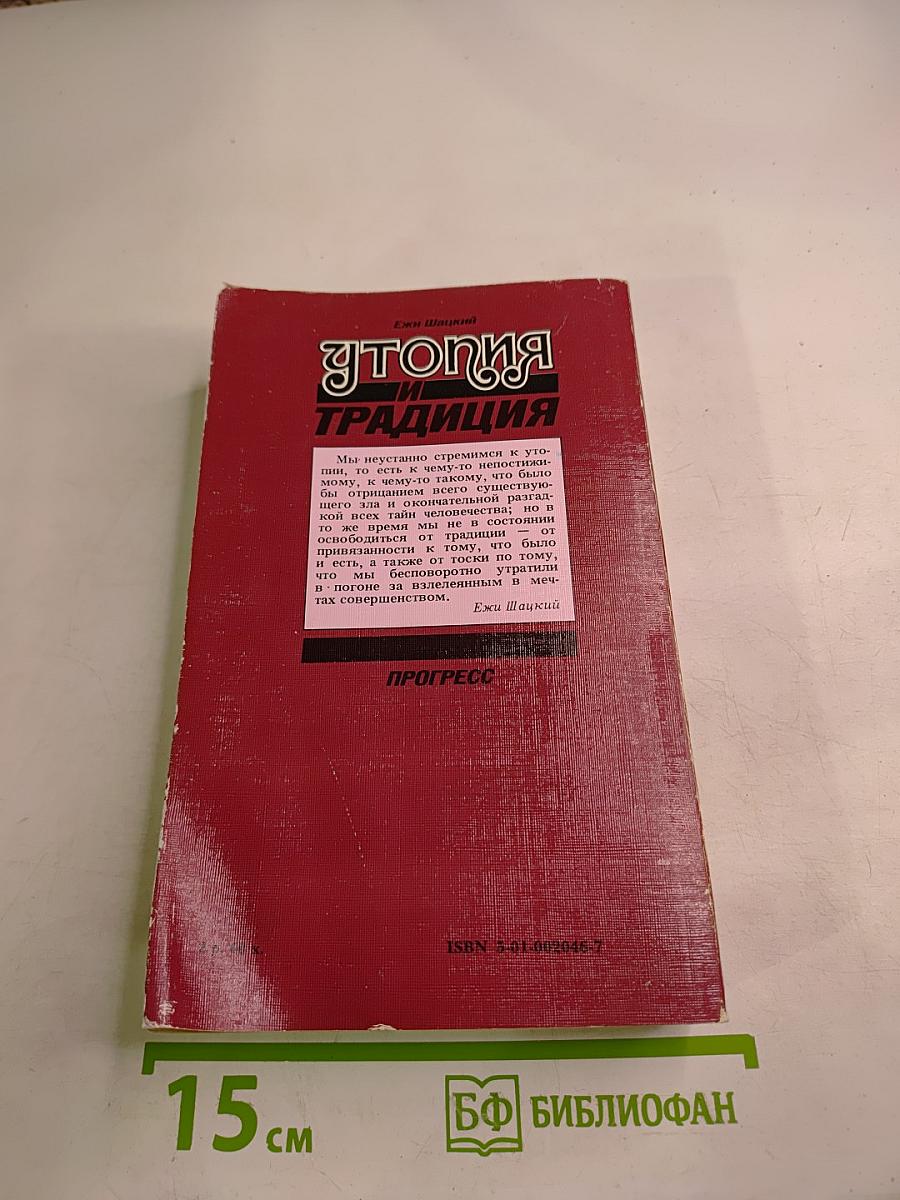 Ежи Шацкий
УТОПИЯ
И
ТРАДИЦИЯ
Мы неустанно стремимся к уто-
пии, то есть к чему-то непостижи-
мому, к чему-то такому, что было
бы отрицанием всего существую-
щего зла и окончательной разгад-
кой всех тайн человечества; но в
то же время мы не в состоянии
освободиться от традиции — от
привязанности к тому, что было
и есть, а также от тоски по тому,
что мы бесповоротно утратили
в погоне за взлелеянным в меч-
тах совершенством.
Ежи Шацкий
ПРОГРЕСС
ISBN 5-01-002046-7
15 см
БФ БИБЛИОФАН